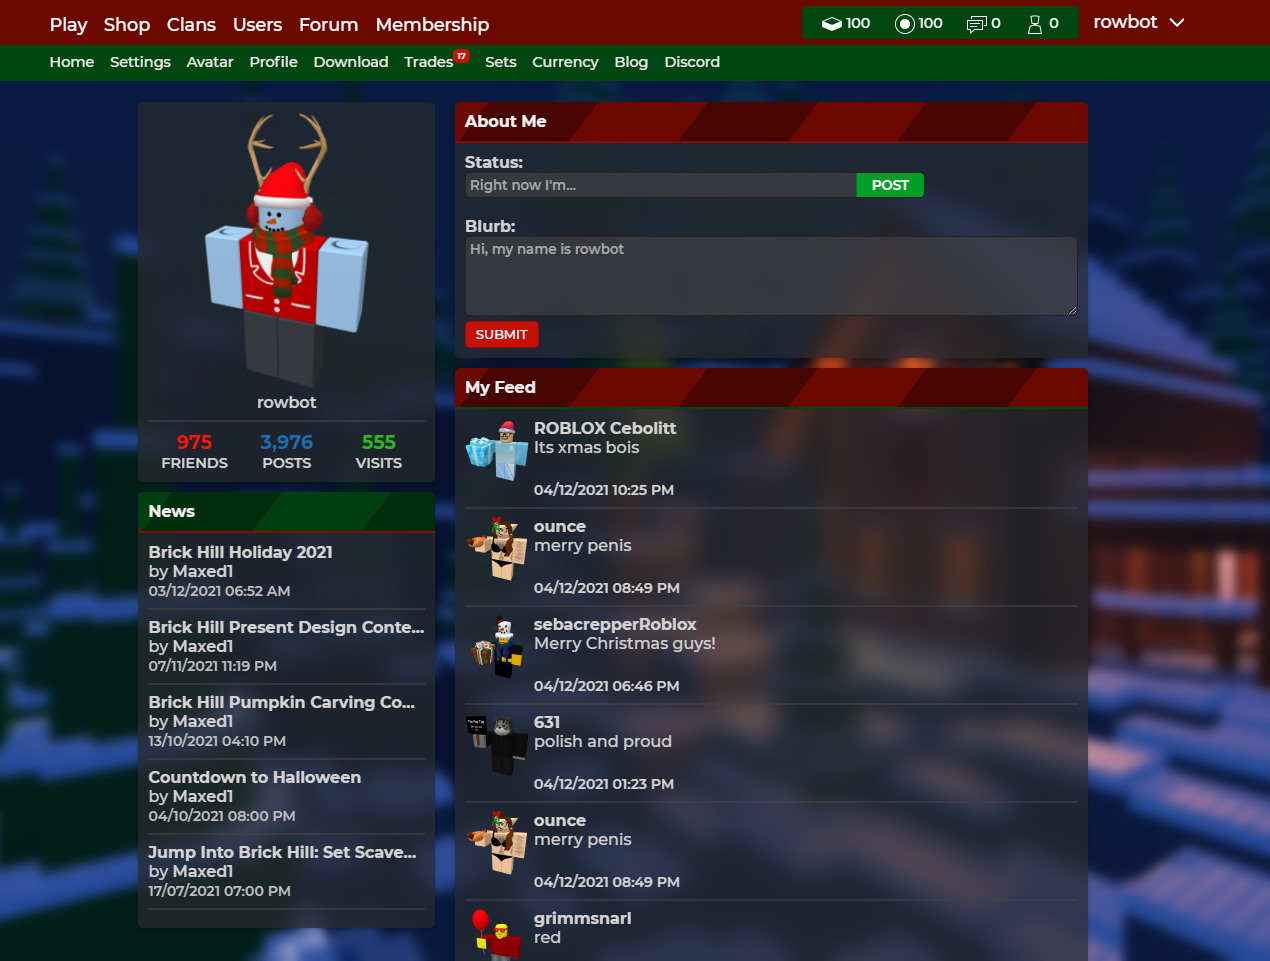 Play Shop Clans Users Forum Membership
100 100 0 0 rowbot
Home Settings Avatar Profile Download Trades 17 Sets Currency Blog Discord
rowbot
975 3,976 555
FRIENDS POSTS VISITS
News
Brick Hill Holiday 2021
by Maxed1
03/12/2021 06:52 AM
Brick Hill Present Design Conte...
by Maxed1
07/11/2021 11:19 PM
Brick Hill Pumpkin Carving Co...
by Maxed1
13/10/2021 04:10 PM
Countdown to Halloween
by Maxed1
04/10/2021 08:00 PM
Jump Into Brick Hill: Set Scave...
by Maxed1
17/07/2021 07:00 PM
About Me
Status:
Right now I'm...
POST
Blurb:
Hi, my name is rowbot
SUBMIT
My Feed
ROBLOX Cebolitt
Its xmas bois
04/12/2021 10:25 PM
ounce
merry penis
04/12/2021 08:49 PM
sebacrepperRoblox
Merry Christmas guys!
04/12/2021 06:46 PM
631
polish and proud
04/12/2021 01:23 PM
ounce
merry penis
04/12/2021 08:49 PM
grimmsnarl
red